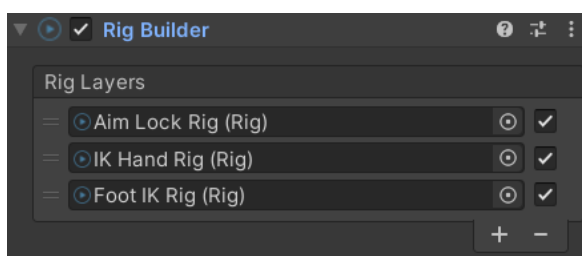 Rig Builder
Rig Layers
Aim Lock Rig (Rig)
IK Hand Rig (Rig)
Foot IK Rig (Rig)